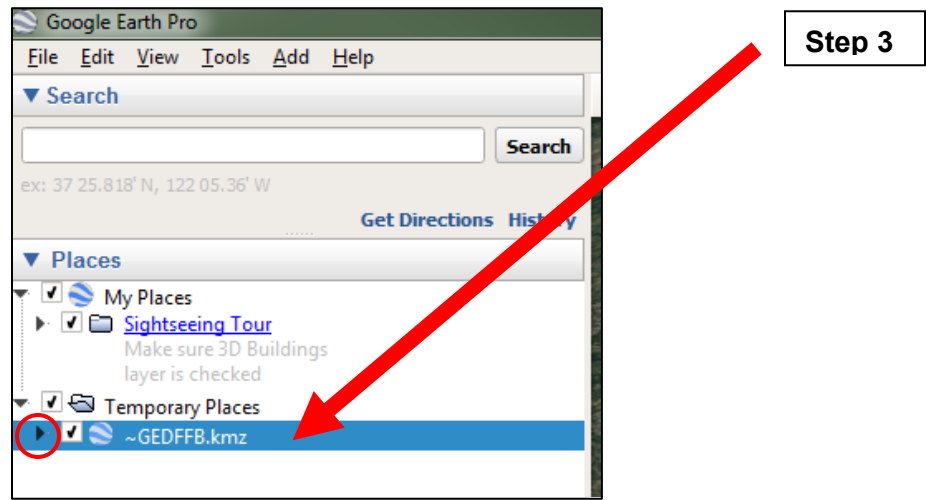 Google Earth Pro
File Edit View Tools Add Help
Step 3
Search
Search
ex: 37 25.818' N, 122 05.36' W
Get Directions History
Places
My Places
Sightseeing Tour
Make sure 3D Buildings
layer is checked
Temporary Places
~GEDFFB.kmz